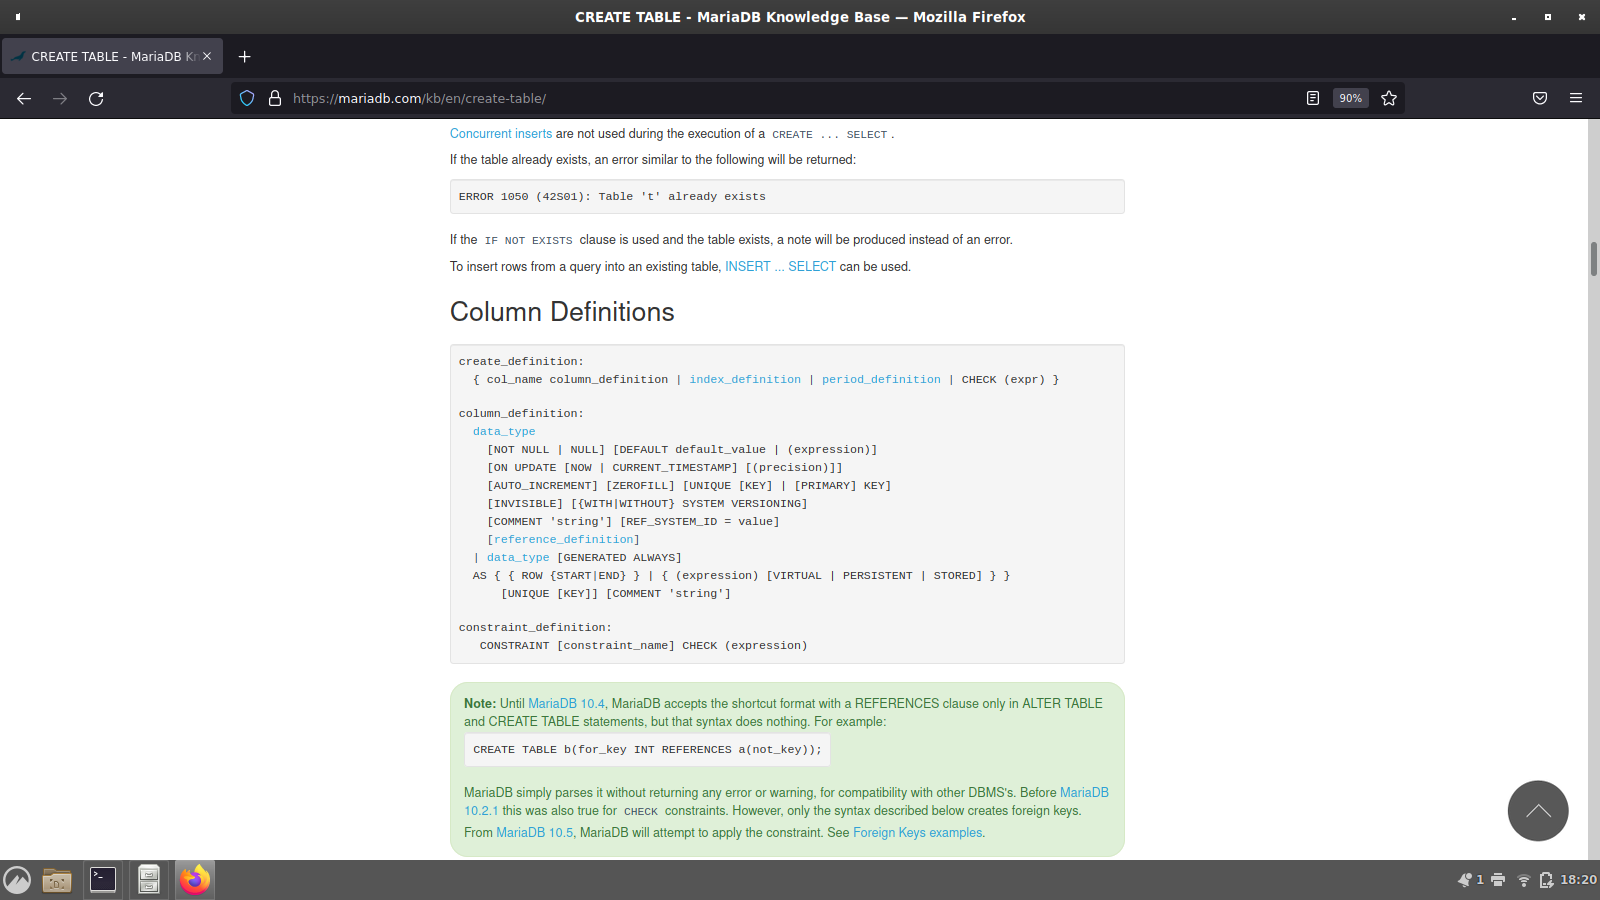 CREATE TABLE - MariaDB Knowledge Base — Mozilla Firefox
CREATE TABLE - MariaDB Kn
https://mariadb.com/kb/en/create-table/
90%
Concurrent inserts are not used during the execution of a CREATE ... SELECT.
If the table already exists, an error similar to the following will be returned:
ERROR 1050 (42S01): Table 't' already exists
If the IF NOT EXISTS clause is used and the table exists, a note will be produced instead of an error.
To insert rows from a query into an existing table, INSERT ... SELECT can be used.
Column Definitions
create_definition:
{ col_name column_definition | index_definition | period_definition | CHECK (expr) }
column_definition:
data_type
[NOT NULL | NULL] [DEFAULT default_value | (expression)]
[ON UPDATE [NOW | CURRENT_TIMESTAMP] [(precision)]]
[AUTO_INCREMENT] [ZEROFILL] [UNIQUE [KEY] | [PRIMARY] KEY]
[INVISIBLE] [{WITH|WITHOUT} SYSTEM VERSIONING]
[COMMENT 'string'] [REF_SYSTEM_ID = value]
[reference_definition]
| data_type [GENERATED ALWAYS]
AS { { ROW {START|END} } | { (expression) [VIRTUAL | PERSISTENT | STORED] } }
[UNIQUE [KEY]] [COMMENT 'string']
constraint_definition:
CONSTRAINT [constraint_name] CHECK (expression)
Note: Until MariaDB 10.4, MariaDB accepts the shortcut format with a REFERENCES clause only in ALTER TABLE
and CREATE TABLE statements, but that syntax does nothing. For example:
CREATE TABLE b(for_key INT REFERENCES a(not_key));
MariaDB simply parses it without returning any error or warning, for compatibility with other DBMS's. Before MariaDB
10.2.1 this was also true for CHECK constraints. However, only the syntax described below creates foreign keys.
From MariaDB 10.5, MariaDB will attempt to apply the constraint. See Foreign Keys examples.
1
18:20